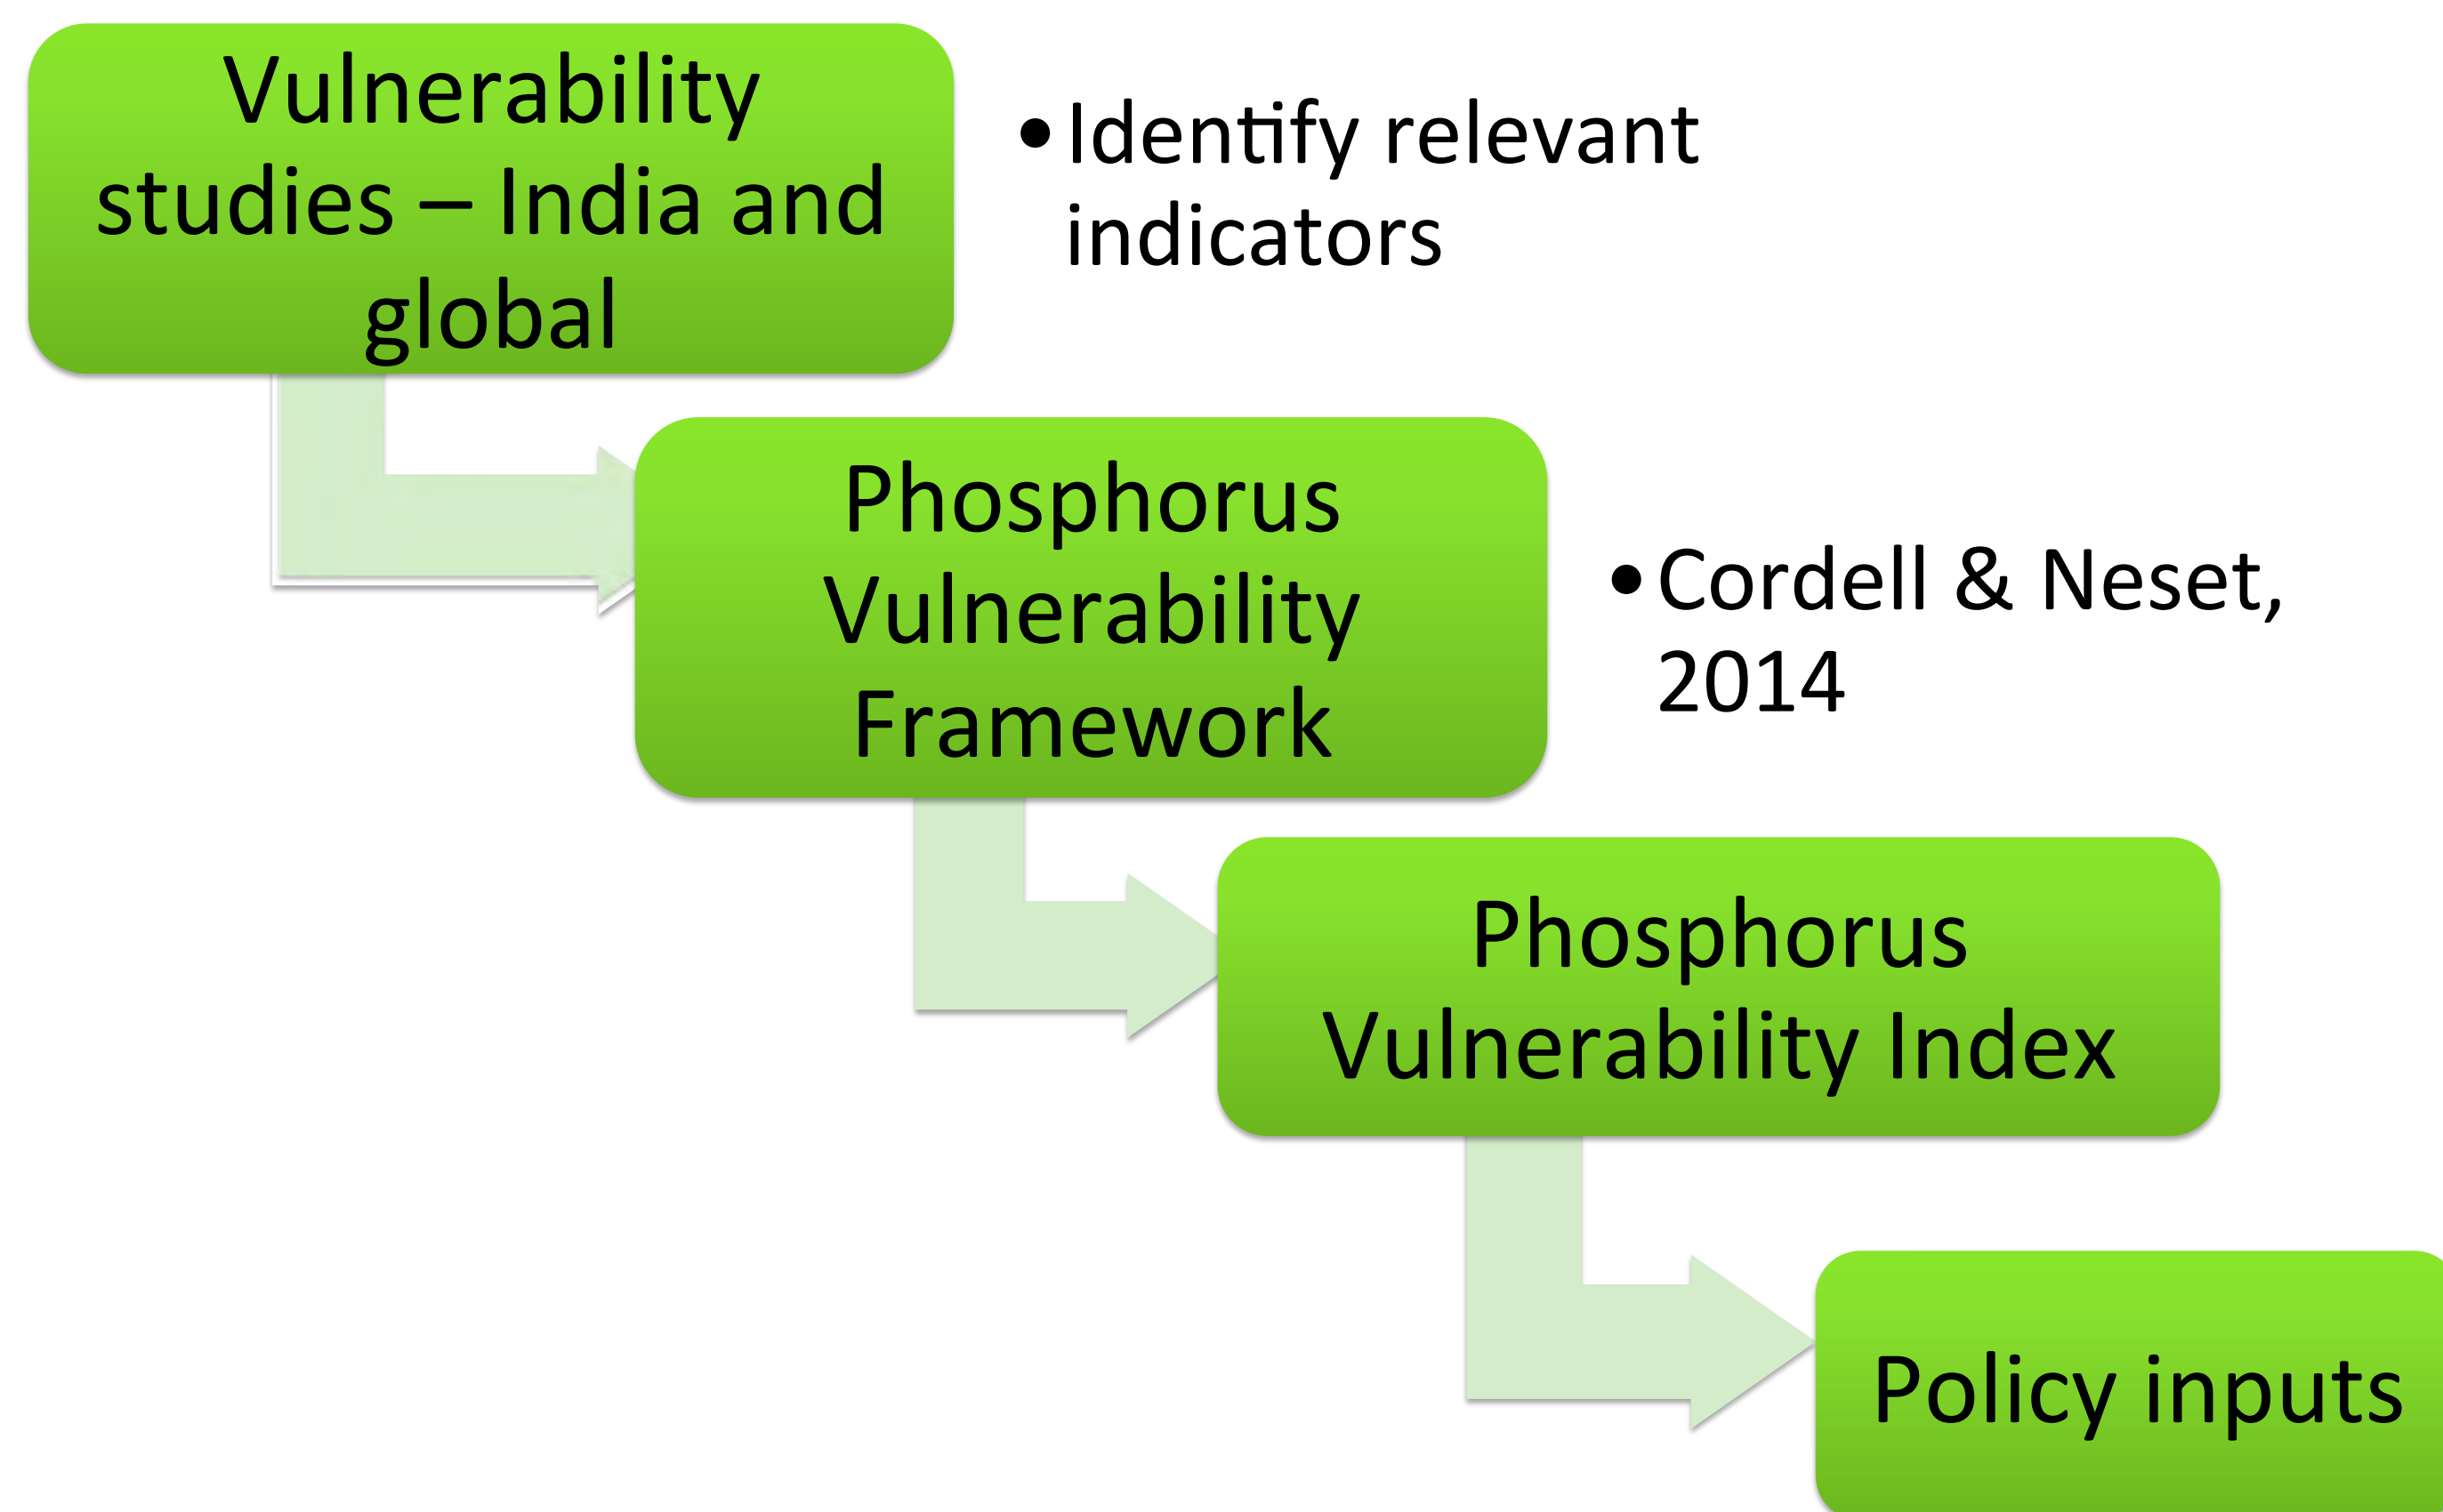 Vulnerability
studies – India and
global
• Identify relevant
indicators
Phosphorus
Vulnerability
Framework
• Cordell & Neset,
2014
Phosphorus
Vulnerability Index
Policy inputs